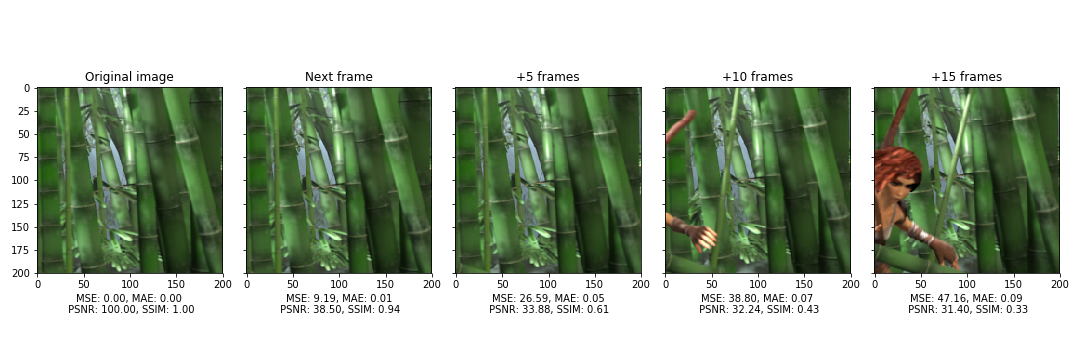 Original image
Next frame
+5 frames
+10 frames
+15 frames
0
25
50
75
100
125
150
175
200
0 50 100 150 200
0 50 100 150 200
0 50 100 150 200
0 50 100 150 200
0 50 100 150 200
MSE: 0.00, MAE: 0.00
PSNR: 100.00, SSIM: 1.00
MSE: 9.19, MAE: 0.01
PSNR: 38.50, SSIM: 0.94
MSE: 26.59, MAE: 0.05
PSNR: 33.88, SSIM: 0.61
MSE: 38.80, MAE: 0.07
PSNR: 32.24, SSIM: 0.43
MSE: 47.16, MAE: 0.09
PSNR: 31.40, SSIM: 0.33